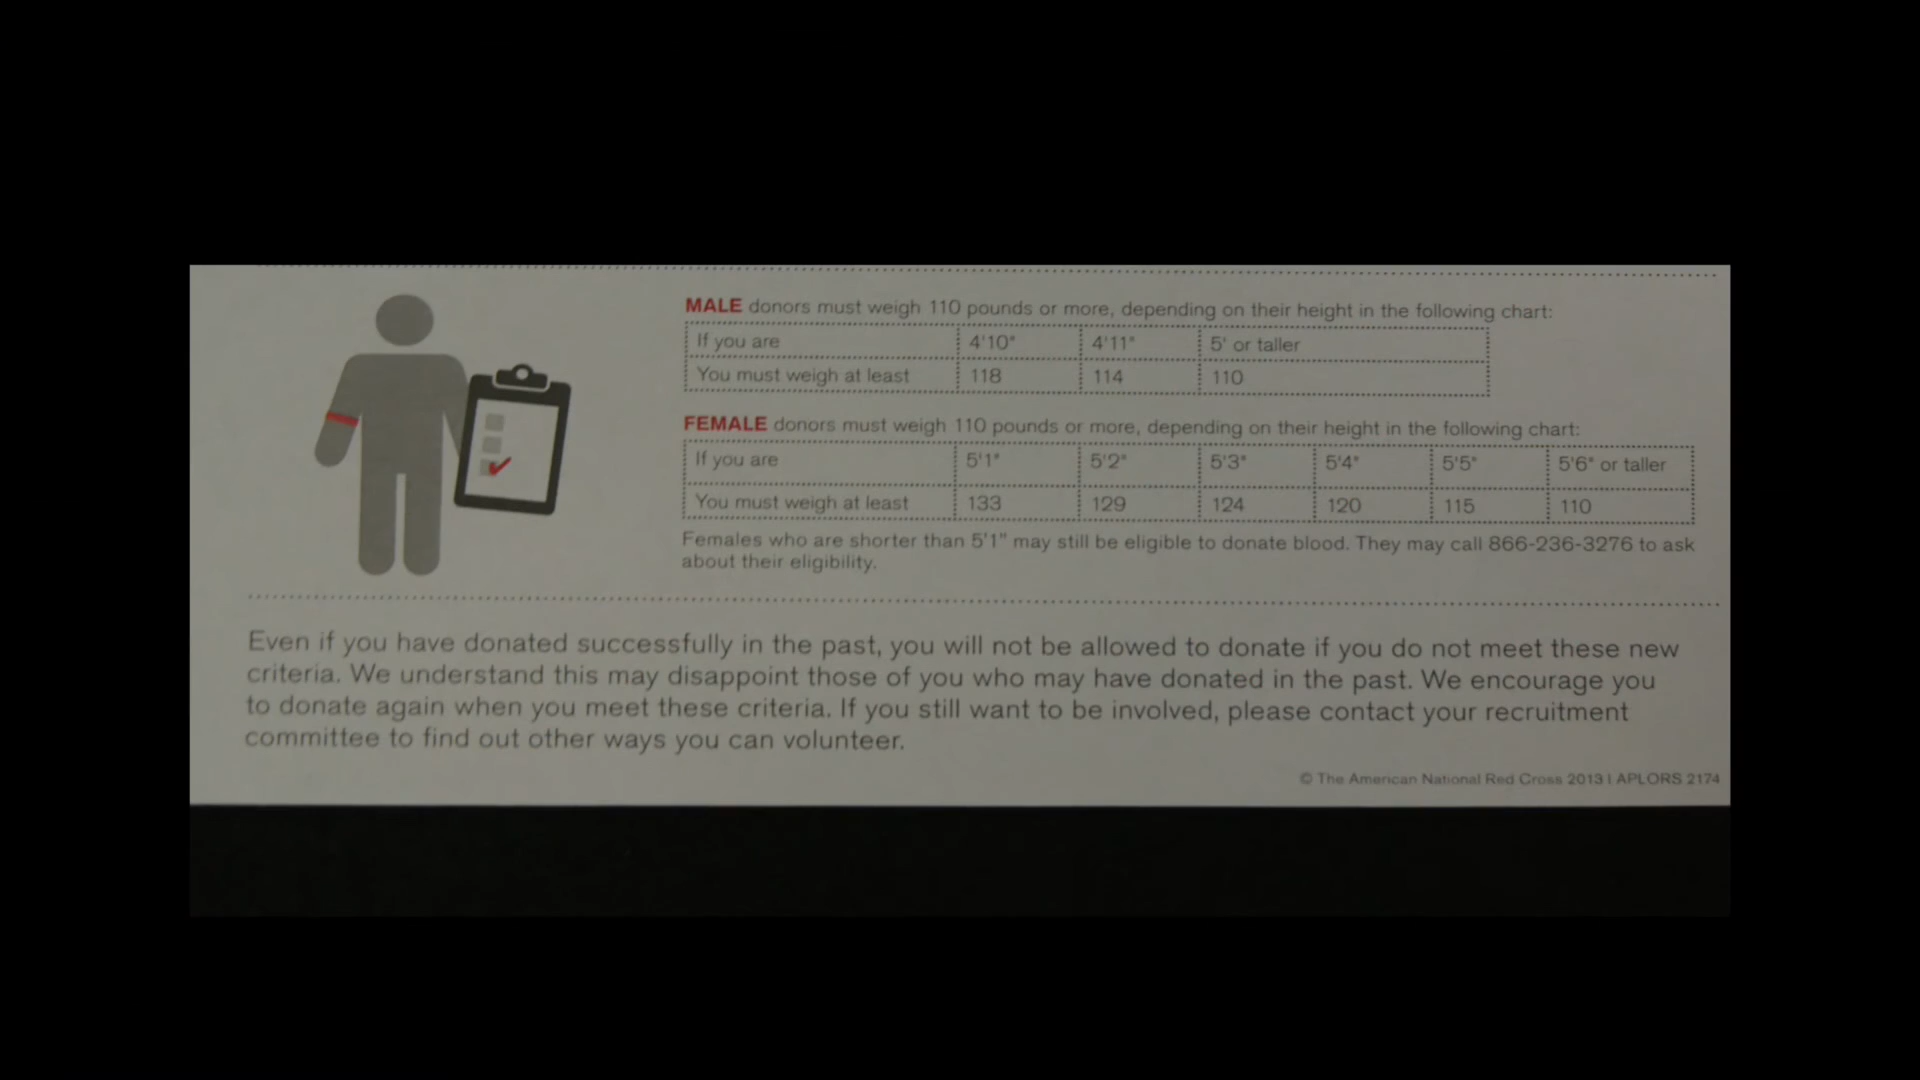 MALE donors must weigh 110 pounds or more, depending on their height in the following chart:
If you are 4'10" 4'11" 5' or taller
You must weigh at least 118 114 110
FEMALE donors must weigh 110 pounds or more, depending on their height in the following chart:
If you are 5'1" 5'2" 5'3" 5'4" 5'5" 5'6" or taller
You must weigh at least 133 129 124 120 115 110
Females who are shorter than 5'1" may still be eligible to donate blood. They may call 866-236-3276 to ask
about their eligibility.
Even if you have donated successfully in the past, you will not be allowed to donate if you do not meet these new
criteria. We understand this may disappoint those of you who may have donated in the past. We encourage you
to donate again when you meet these criteria. If you still want to be involved, please contact your recruitment
committee to find out other ways you can volunteer.
© The American National Red Cross 2013 | APLORS 2174